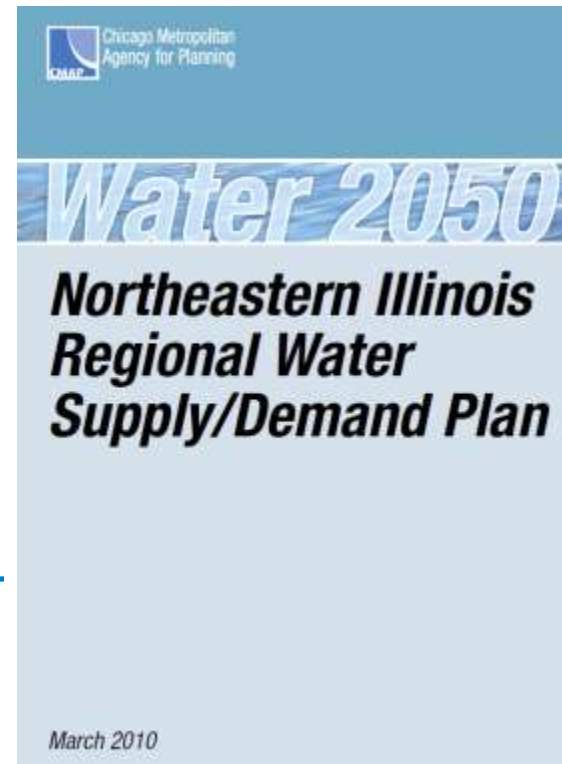 Chicago Metropolitan
Agency for Planning
CMAP
Water 2050
Northeastern Illinois
Regional Water
Supply/Demand Plan
March 2010